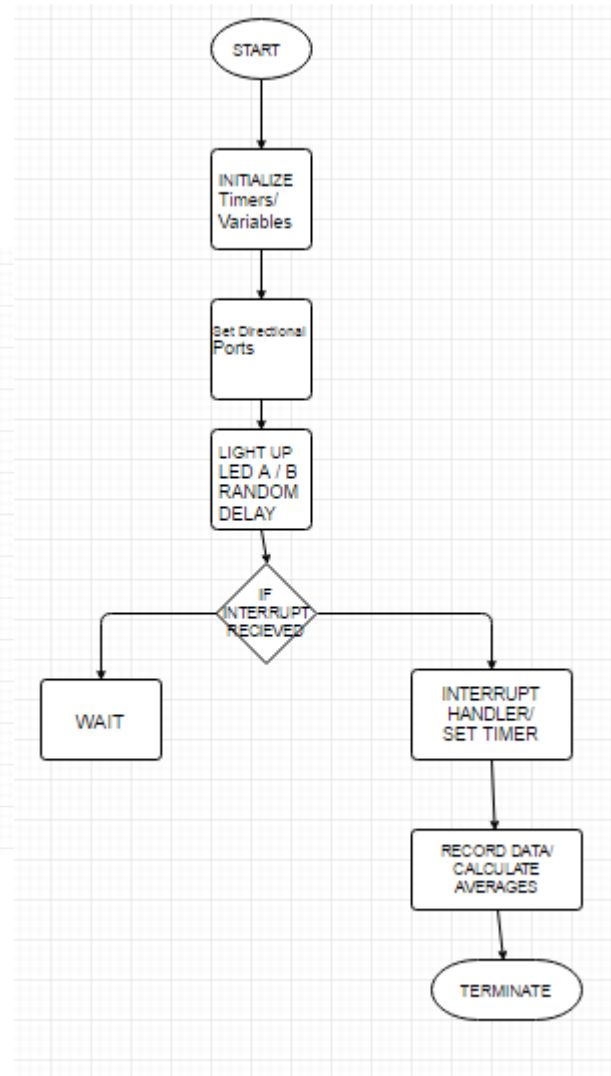 START
INITIALIZE
Timers/
Variables
Set Directional
Ports
LIGHT UP
LED A / B
RANDOM
DELAY
IF
INTERRUPT
RECIEVED
WAIT
INTERRUPT
HANDLER/
SET TIMER
RECORD DATA/
CALCULATE
AVERAGES
TERMINATE